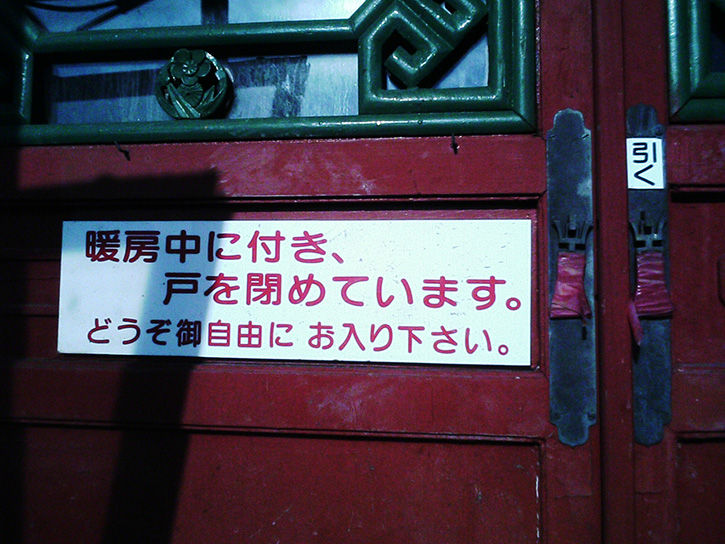 暖房中に付き、
戸を閉めています。
どうぞ御自由に お入り下さい。
引く